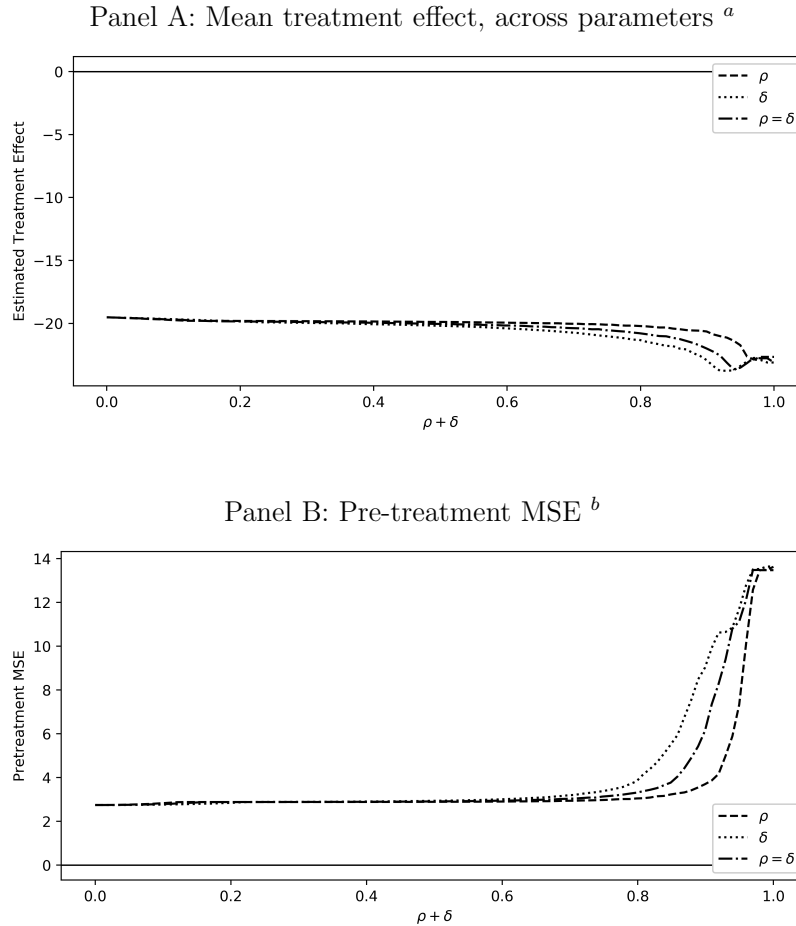 Panel A: Mean treatment effect, across parameters a
0
−5
−10
−15
−20
Estimated Treatment Effect
ρ
δ
ρ = δ
0.0 0.2 0.4 0.6 0.8 1.0
ρ + δ
Panel B: Pre-treatment MSE b
14
12
10
8
6
4
2
0
Pretreatment MSE
ρ
δ
ρ = δ
0.0 0.2 0.4 0.6 0.8 1.0
ρ + δ